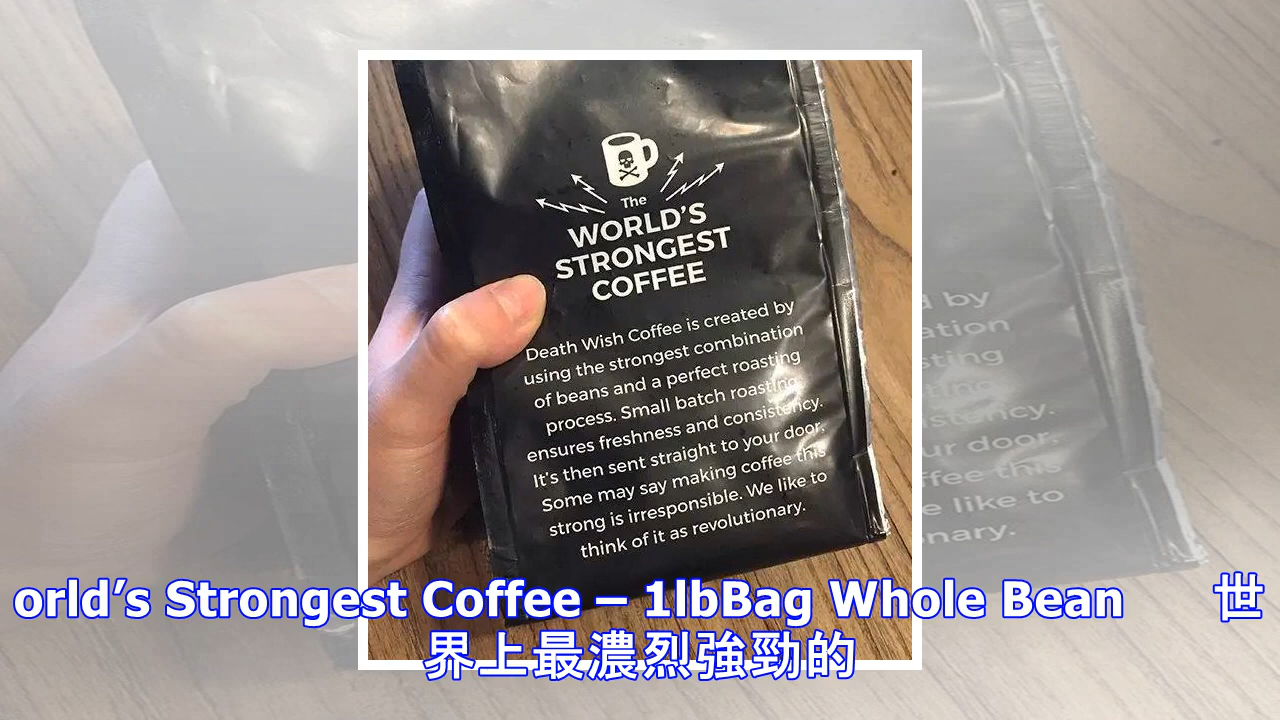 The
WORLD'S
STRONGEST
COFFEE
Death Wish Coffee is created by
using the strongest combination
of beans and a perfect roasting
process. Small batch roasting
ensures freshness and consistency.
It's then sent straight to your door.
Some may say making coffee this
strong is irresponsible. We like to
think of it as revolutionary.
orld’s Strongest Coffee – 1lbBag Whole Bean 世
界上最濃烈強勁的